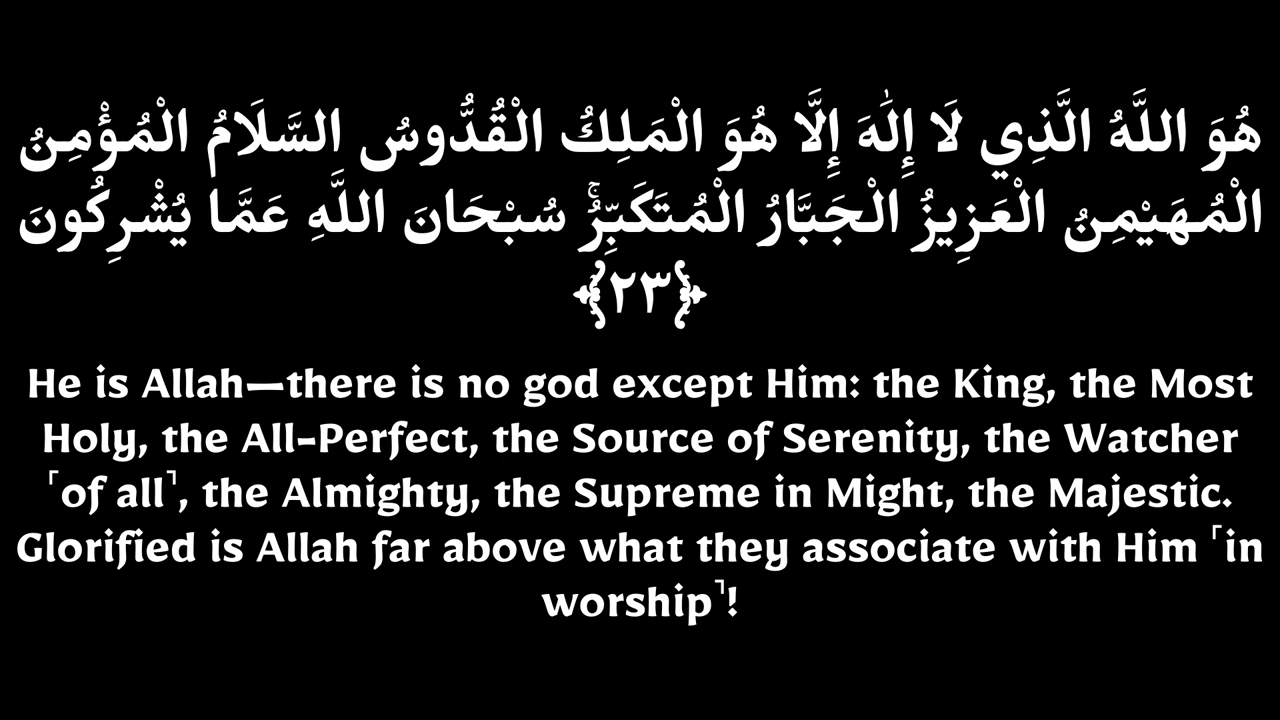 هُوَ اللَّهُ الَّذِي لَا إِلَٰهَ إِلَّا هُوَ الْمَلِكُ الْقُدُّوسُ السَّلَامُ الْمُؤْمِنُ
الْمُهَيْمِنُ الْعَزِيزُ الْجَبَّارُ الْمُتَكَبِّرُۚ سُبْحَانَ اللَّهِ عَمَّا يُشْرِكُونَ
﴿٢٣﴾
He is Allah—there is no god except Him: the King, the Most
Holy, the All-Perfect, the Source of Serenity, the Watcher
˹of all˺, the Almighty, the Supreme in Might, the Majestic.
Glorified is Allah far above what they associate with Him ˹in
worship˺!